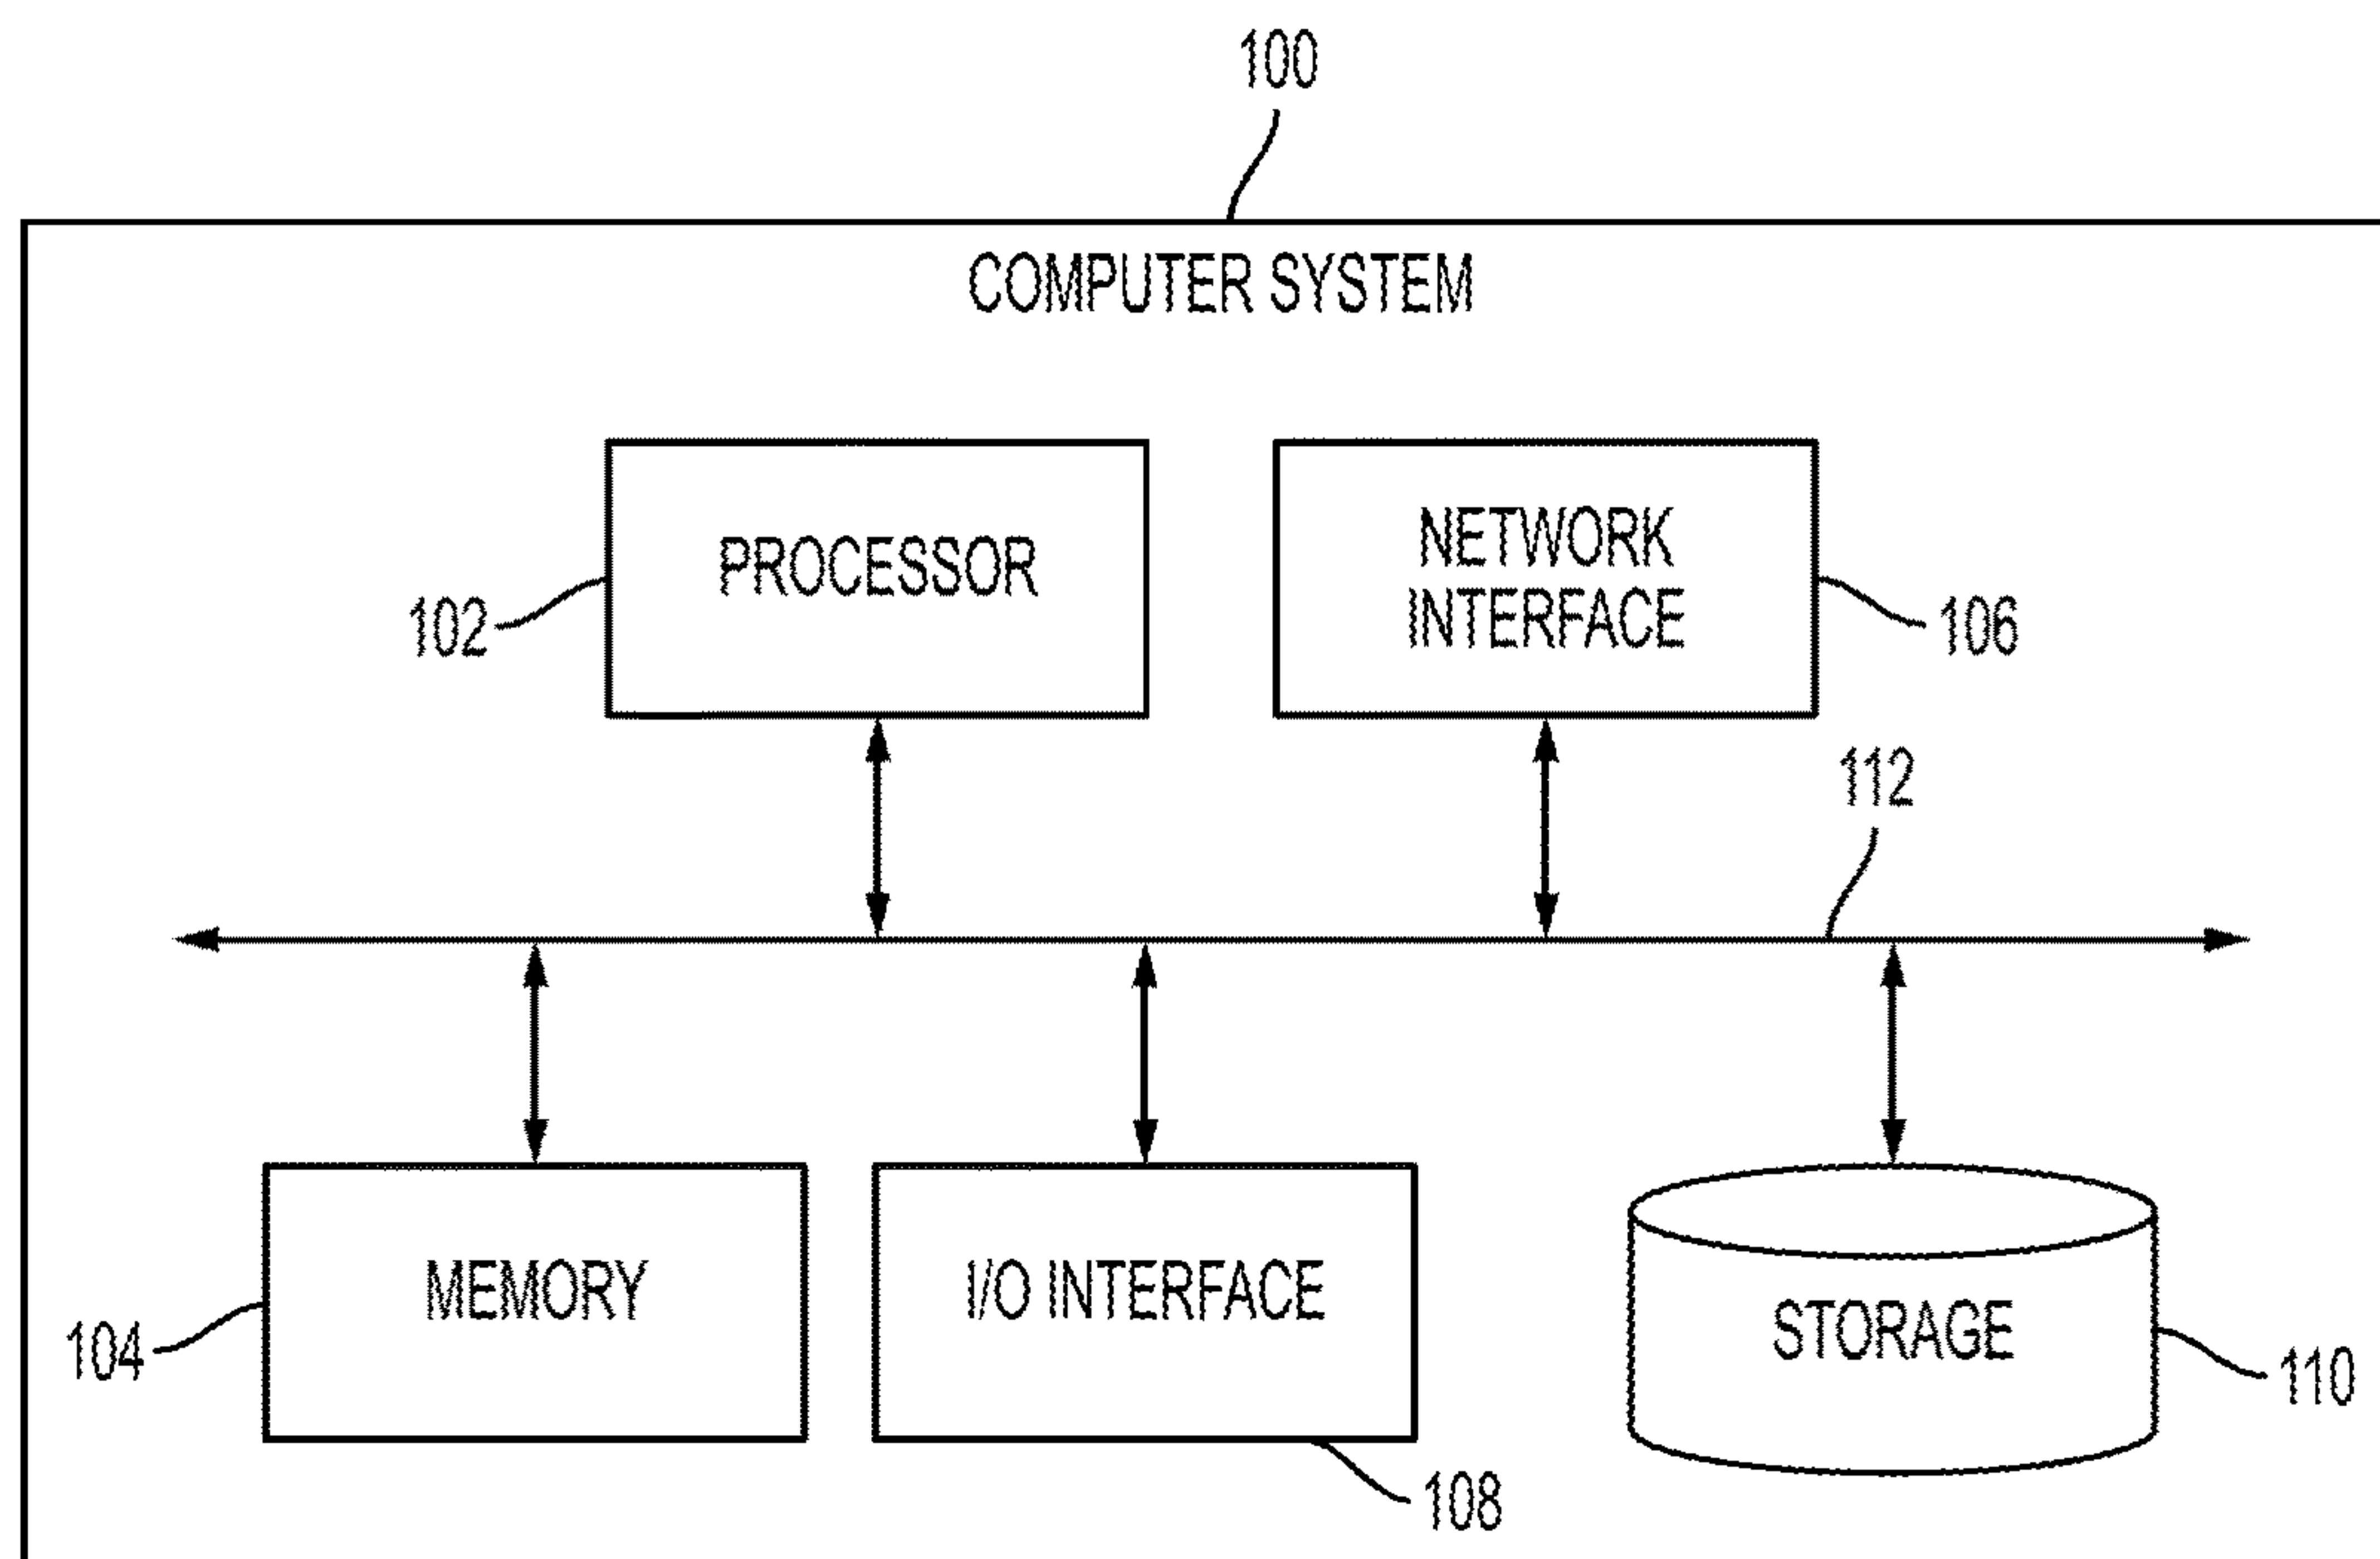 100
COMPUTER SYSTEM
PROCESSOR
NETWORK
INTERFACE
102
106
112
MEMORY
I/O INTERFACE
STORAGE
104
110
108